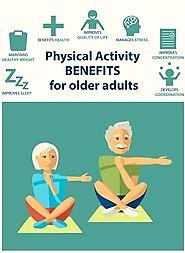 BENEFITS HEALTH
IMPROVES
QUALITY OF LIFE
MANAGES STRESS
MAINTAINS
HEALTHY WEIGHT
IMPROVES
CONCENTRATION
Physical Activity
BENEFITS
for older adults
ZZZ
IMPROVES SLEEP
DEVELOPS
COORDINATION